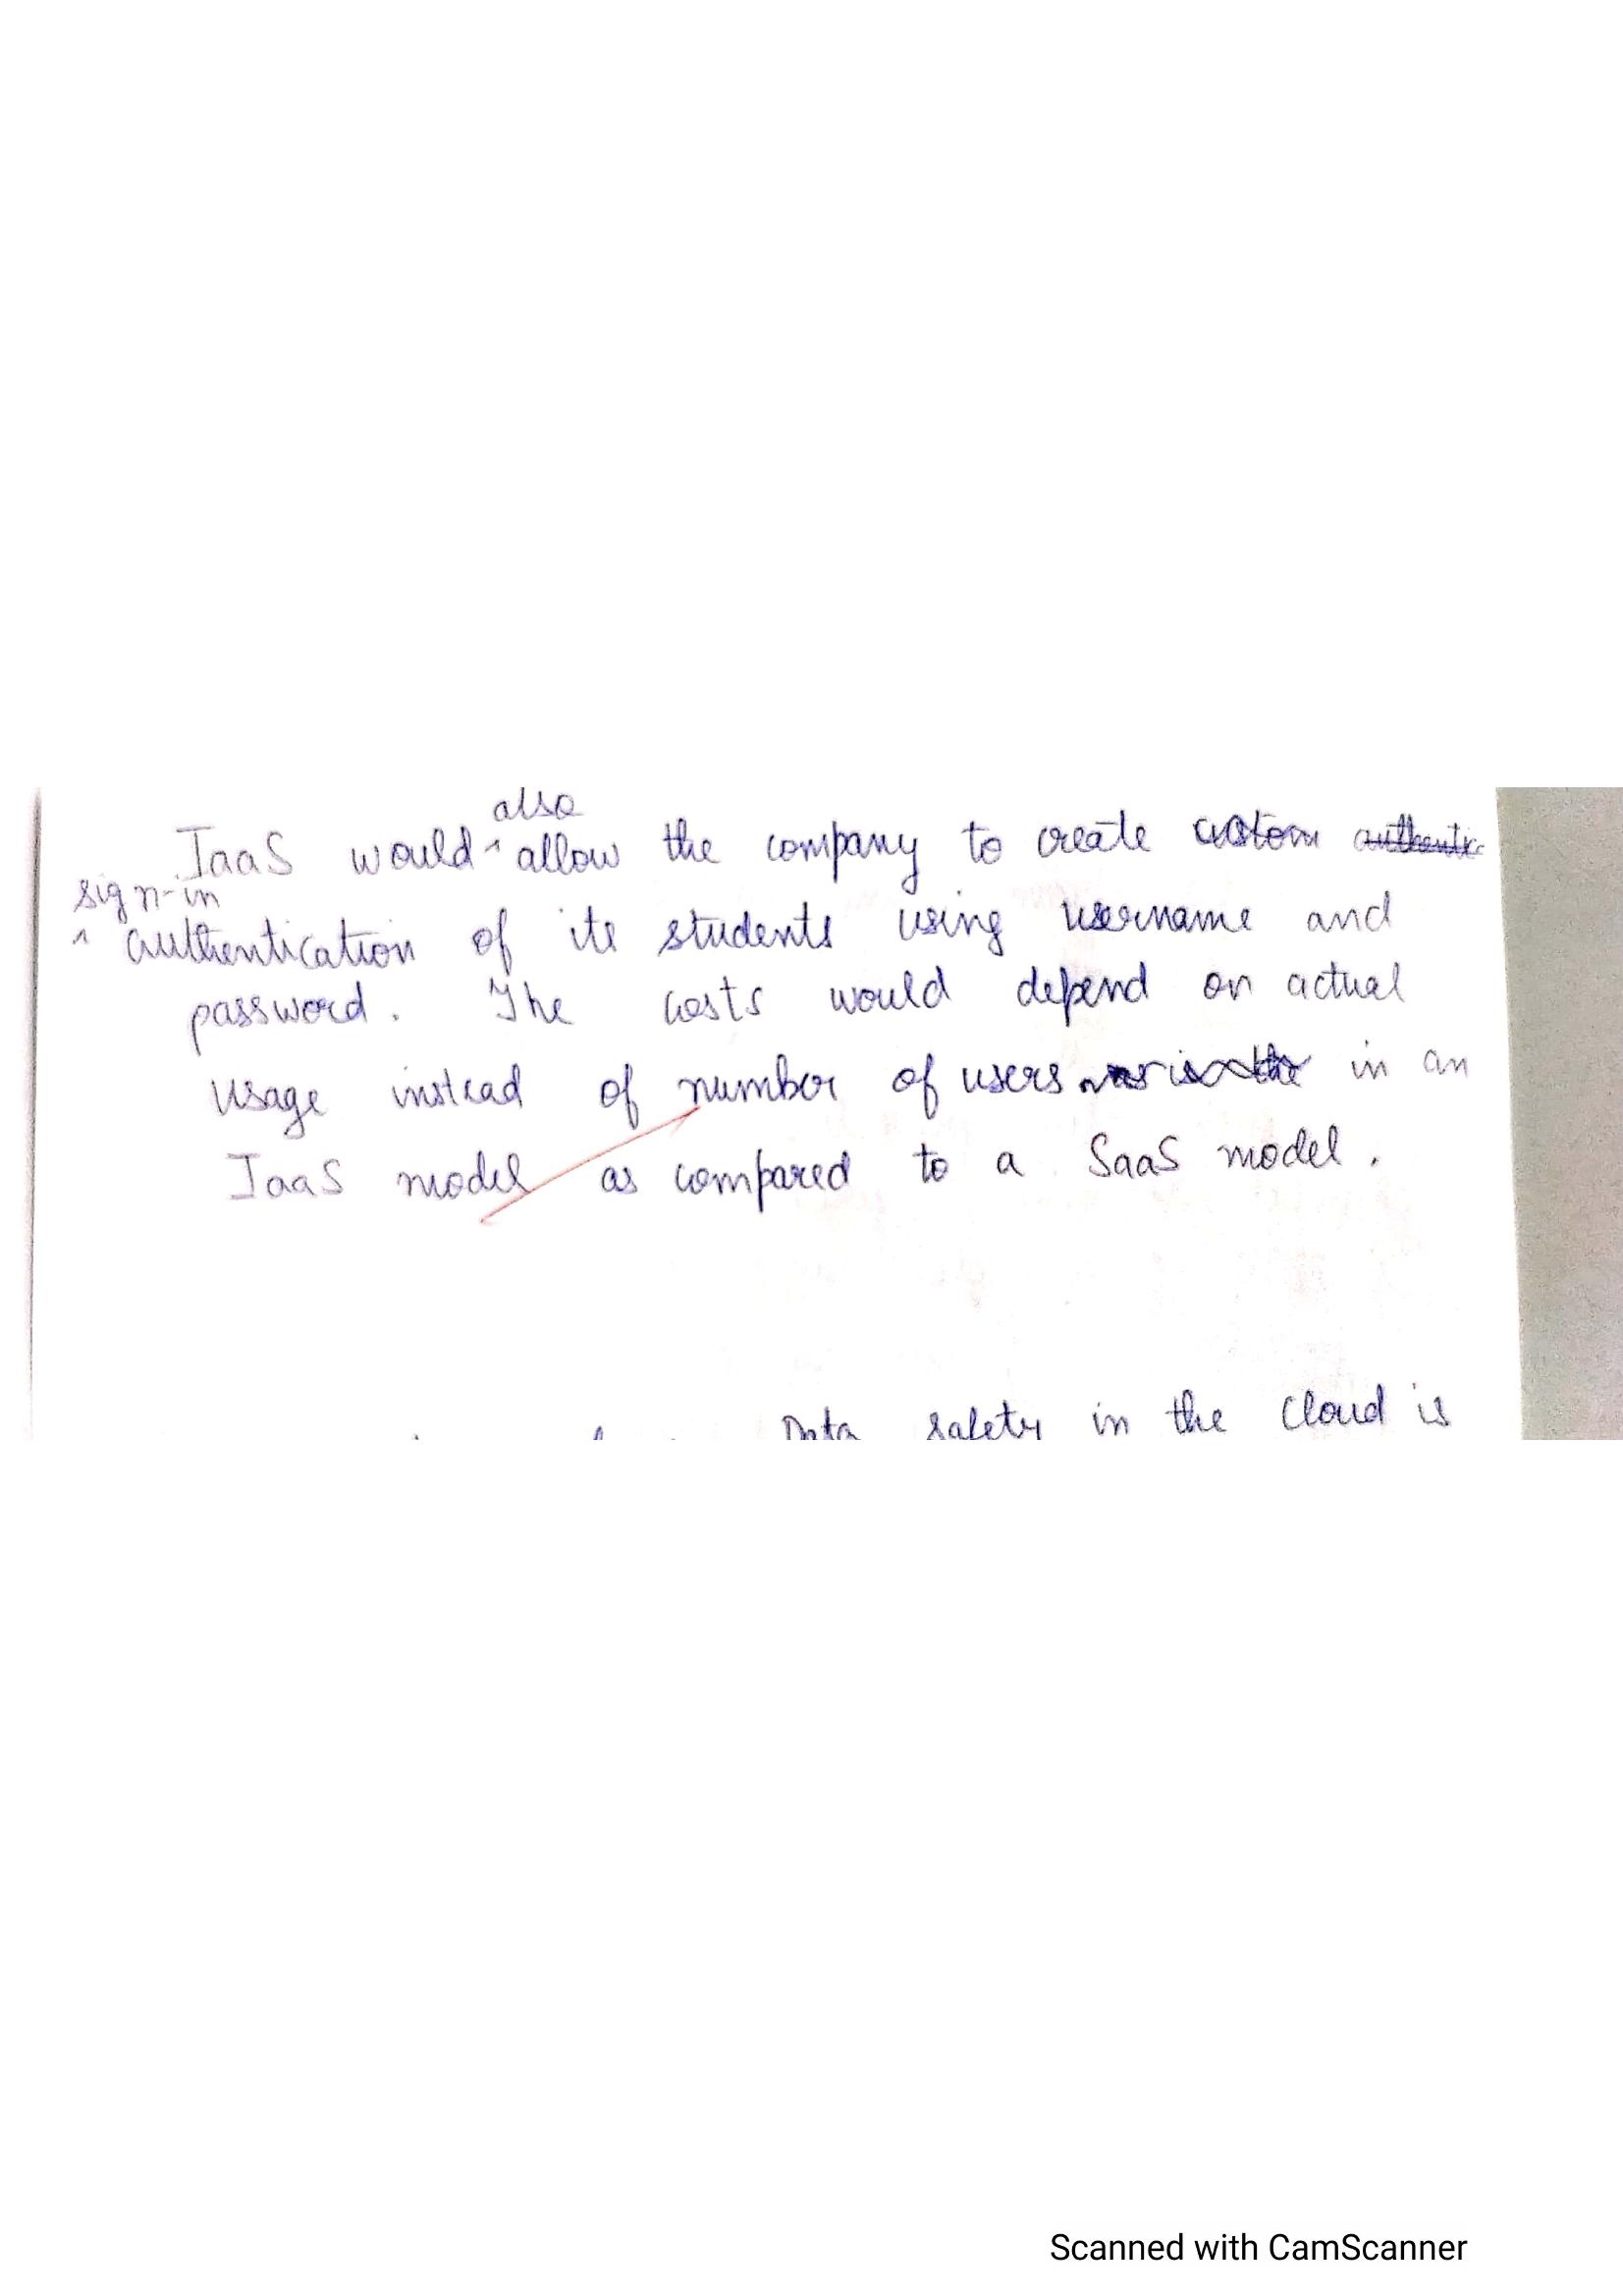 IaaS would also allow the company to create custom
sign-in authentication of its students using username and
password. The costs would depend on actual
usage instead of number of users in an
IaaS model as compared to a SaaS model.
Data safety in the cloud is
Scanned with CamScanner